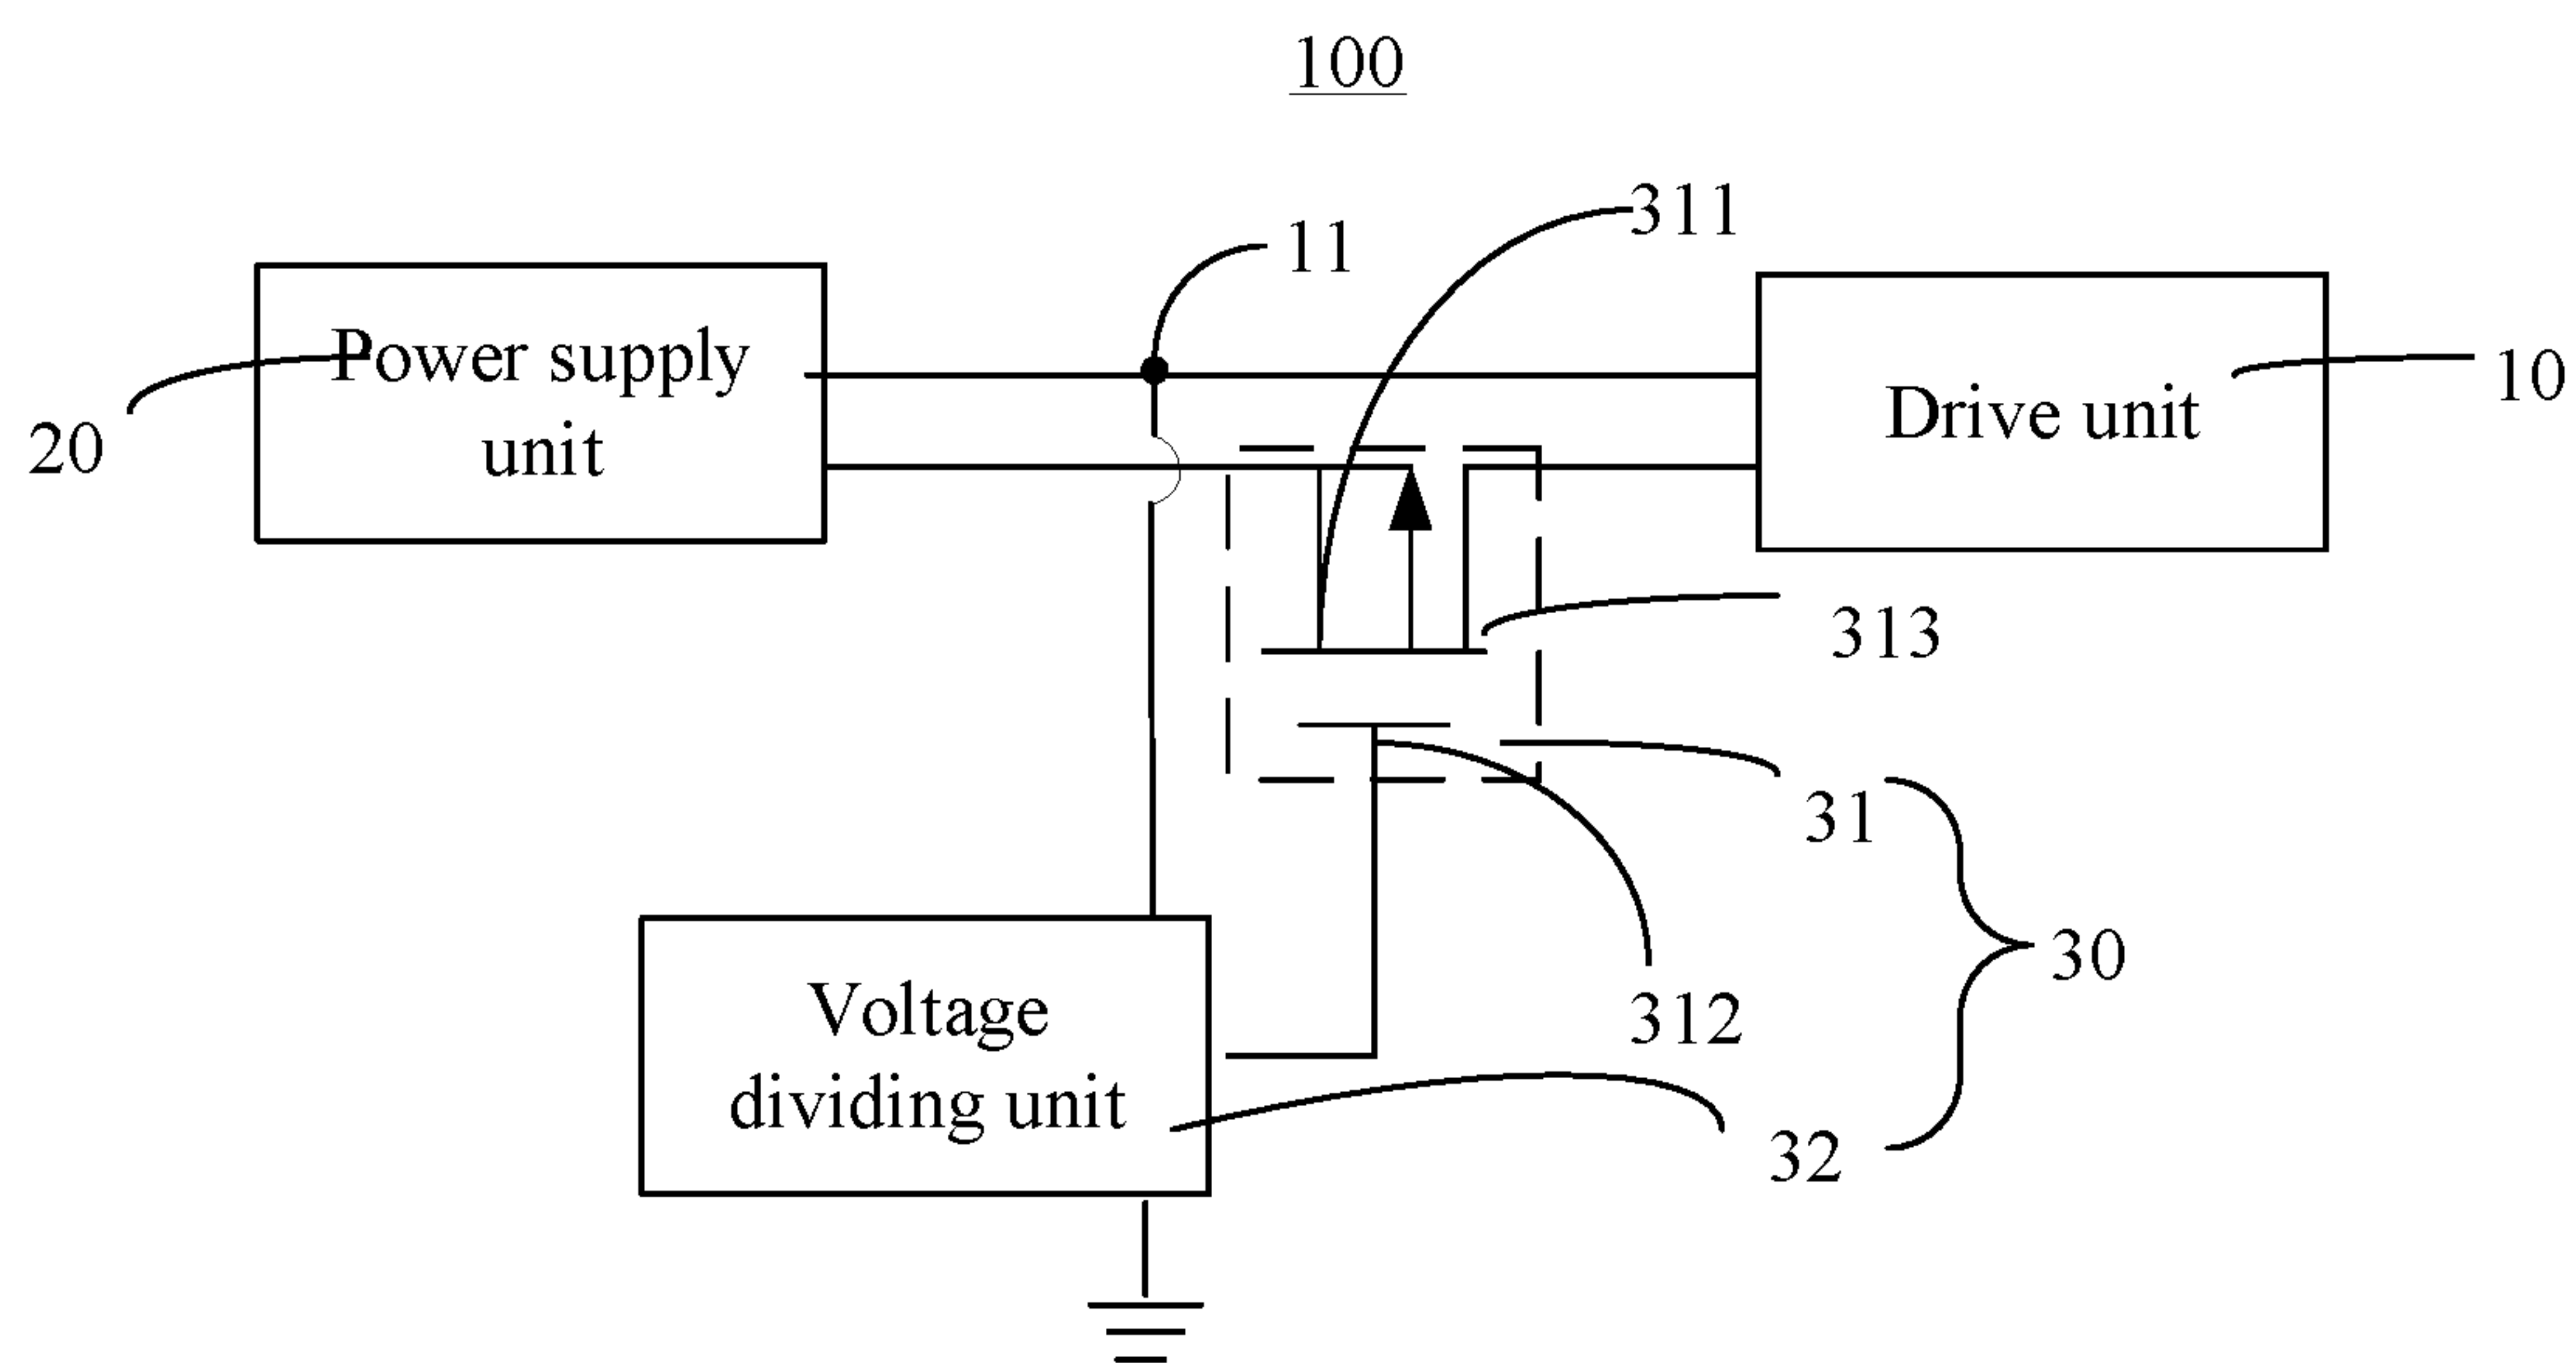 100
311
11
Power supply
unit
20
Drive unit
10
313
31
30
312
Voltage
dividing unit
32